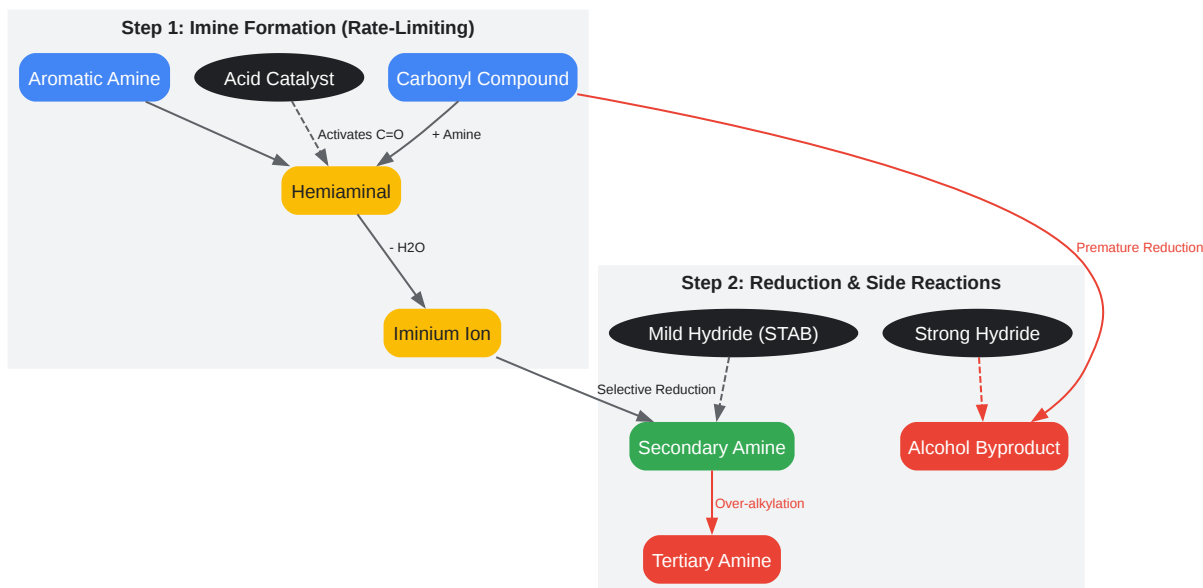 Step 1: Imine Formation (Rate-Limiting)
Aromatic Amine
Acid Catalyst
Carbonyl Compound
Activates C=O
+ Amine
Hemiaminal
- H2O
Premature Reduction
Step 2: Reduction & Side Reactions
Iminium Ion
Mild Hydride (STAB)
Strong Hydride
Selective Reduction
Secondary Amine
Alcohol Byproduct
Over-alkylation
Tertiary Amine